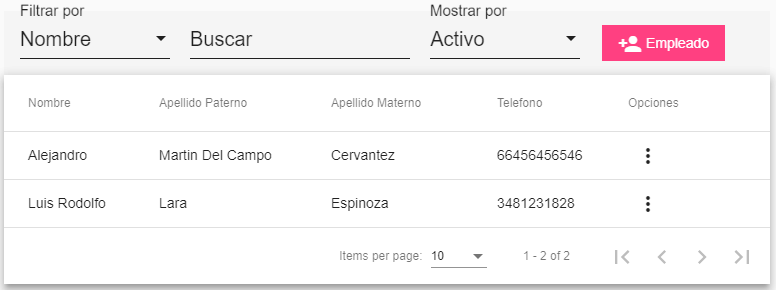 Filtrar por Mostrar por
Nombre Buscar Activo Empleado
Nombre Apellido Paterno Apellido Materno Telefono Opciones
Alejandro Martin Del Campo Cervantez 66456456546
Luis Rodolfo Lara Espinoza 3481231828
Items per page: 10 1 - 2 of 2